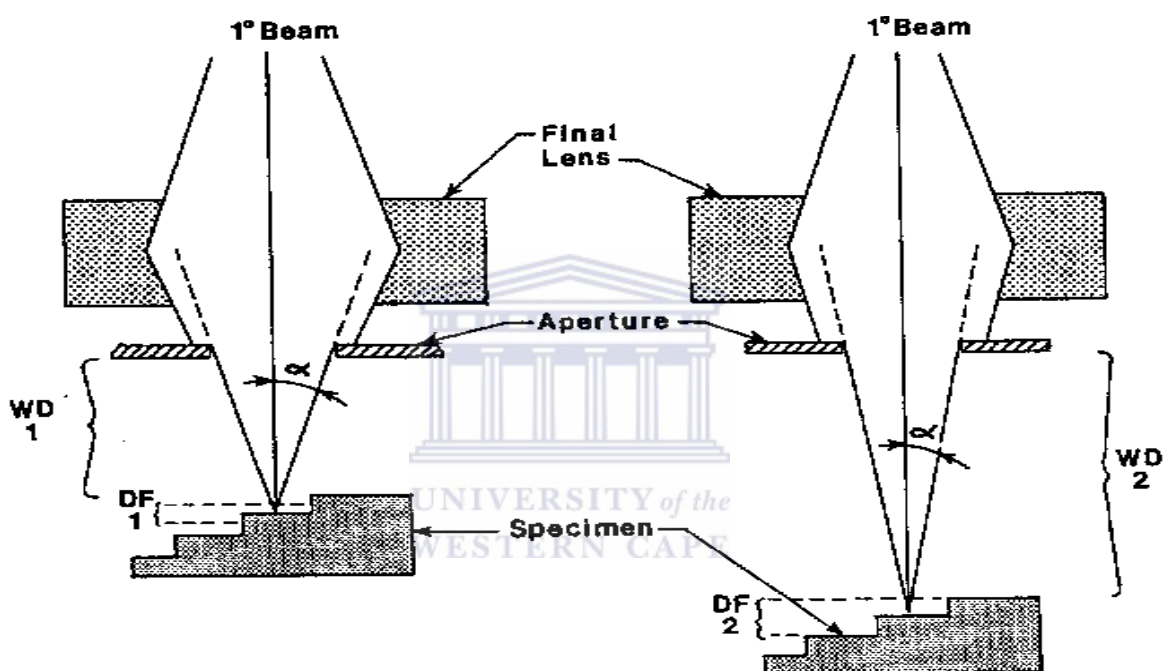 1° Beam
1° Beam
Final
Lens
Aperture
α
α
WD
1
WD
2
DF
1
UNIVERSITY of the
Specimen
WESTERN CAPE
DF
2